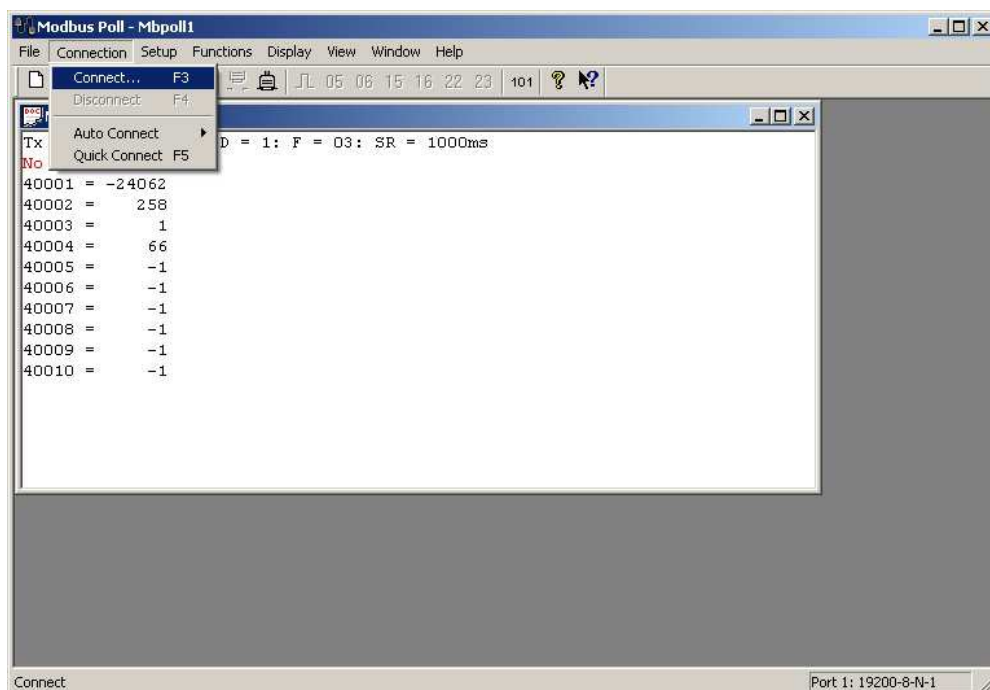 Modbus Poll - Mbpoll1
File Connection Setup Functions Display View Window Help
05 06 15 16 22 23 101
Connect... F3
Disconnect F4
Auto Connect
Quick Connect F5
Tx D = 1: F = 03: SR = 1000ms
No
40001 = -24062
40002 = 258
40003 = 1
40004 = 66
40005 = -1
40006 = -1
40007 = -1
40008 = -1
40009 = -1
40010 = -1
Connect Port 1: 19200-8-N-1